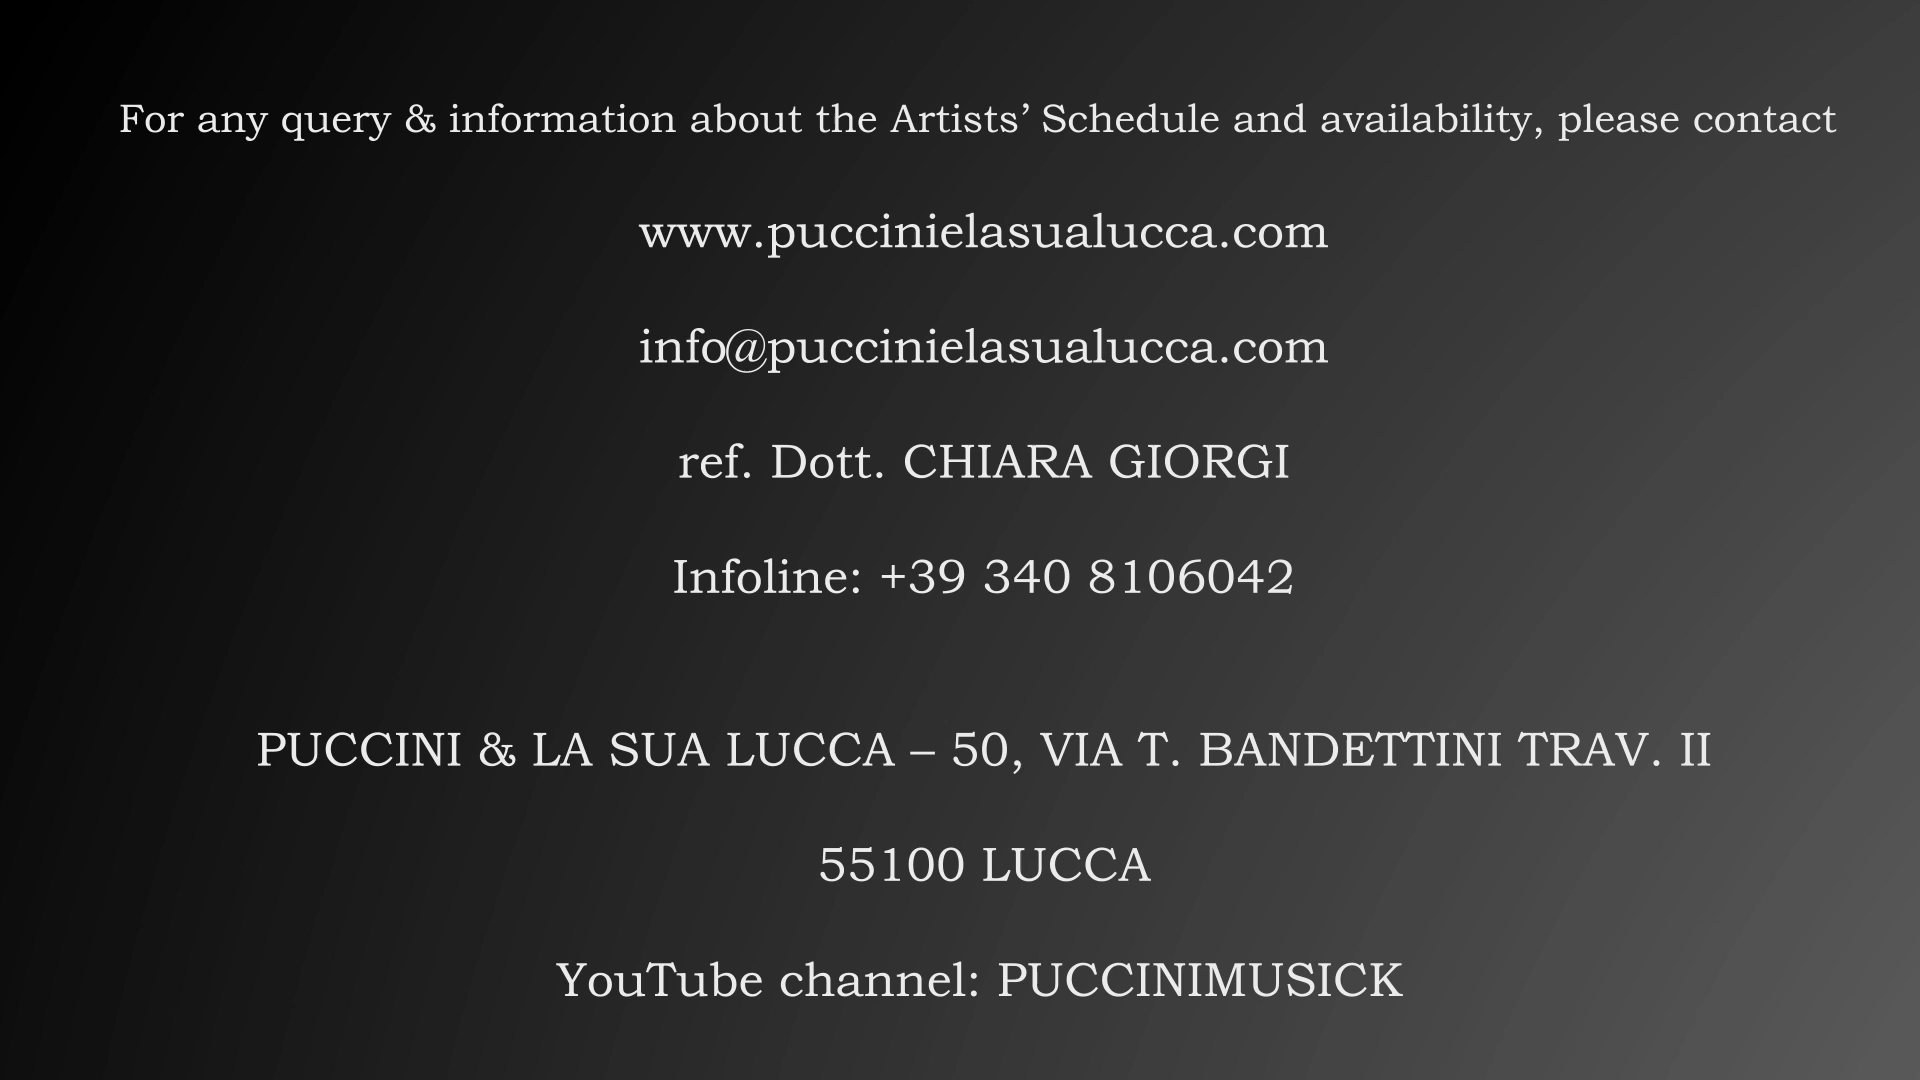 For any query & information about the Artists’ Schedule and availability, please contact
www.puccinielasualucca.com
info@puccinielasualucca.com
ref. Dott. CHIARA GIORGI
Infoline: +39 340 8106042
PUCCINI & LA SUA LUCCA – 50, VIA T. BANDETTINI TRAV. II
55100 LUCCA
YouTube channel: PUCCINIMUSICK